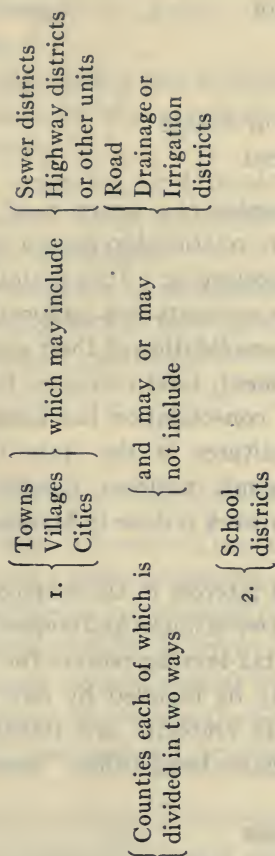 Counties each of which is
divided in two ways
1.
Towns
Villages
Cities
which may include
Sewer districts
Highway districts
or other units
and may or may
not include
Road
Drainage or
Irrigation
districts
2.
School
districts